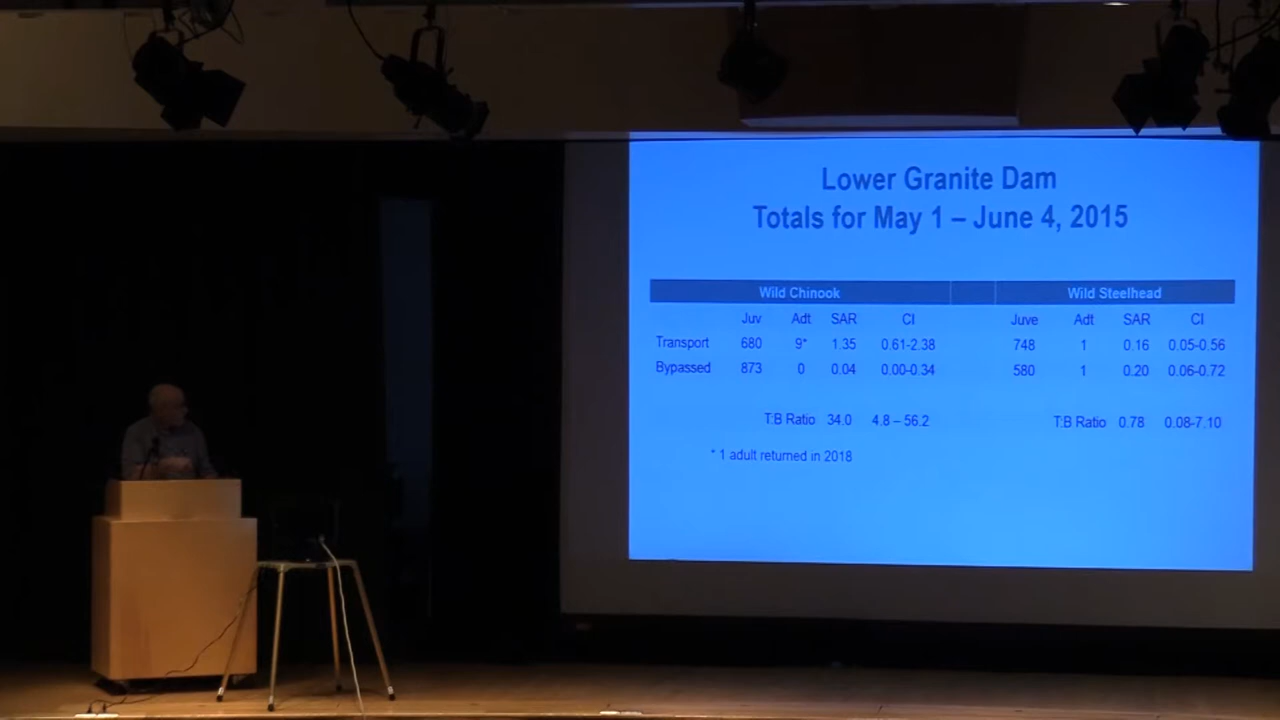 Lower Granite Dam
Totals for May 1 – June 4, 2015
Wild Chinook Wild Steelhead
Juv Adt SAR CI Juve Adt SAR CI
Transport 680 9* 1.35 0.61-2.38 748 1 0.16 0.05-0.56
Bypassed 873 0 0.04 0.00-0.34 580 1 0.20 0.06-0.72
T:B Ratio 34.0 4.8 – 56.2 T:B Ratio 0.78 0.08-7.10
* 1 adult returned in 2018